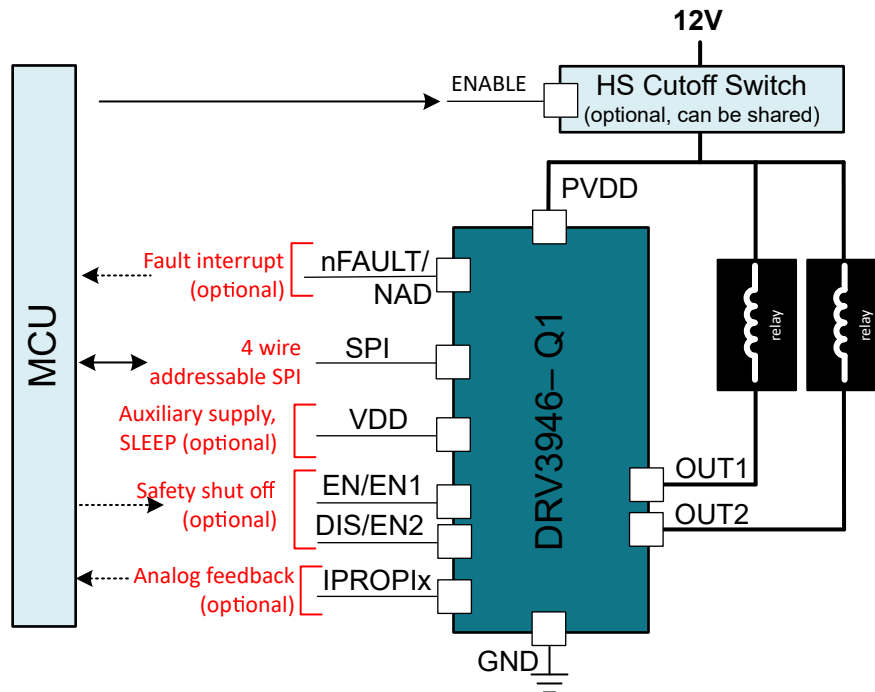 12V
HS Cutoff Switch
(optional, can be shared)
ENABLE
PVDD
MCU
Fault interrupt
(optional)
nFAULT/
NAD
4 wire
addressable SPI
SPI
Auxiliary supply,
SLEEP (optional)
VDD
Safety shut off
(optional)
EN/EN1
DIS/EN2
Analog feedback
(optional)
IPROPIx
DRV3946– Q1
relay
relay
OUT1
OUT2
GND